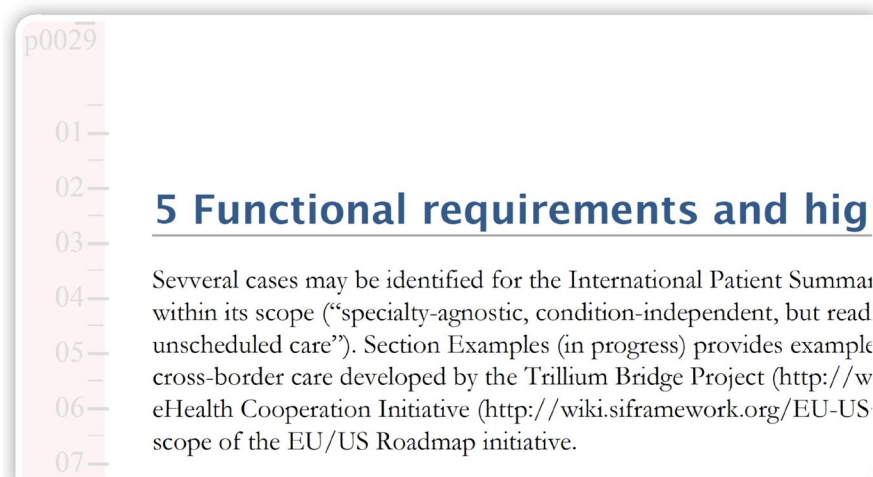 p0029
01
02
5 Functional requirements and hig
03
Sevveral cases may be identified for the International Patient Summar
04
within its scope (“specialty-agnostic, condition-independent, but read
05
unscheduled care”). Section Examples (in progress) provides example
cross-border care developed by the Trillium Bridge Project (http://w
06
eHealth Cooperation Initiative (http://wiki.siframework.org/EU-US-
scope of the EU/US Roadmap initiative.
07